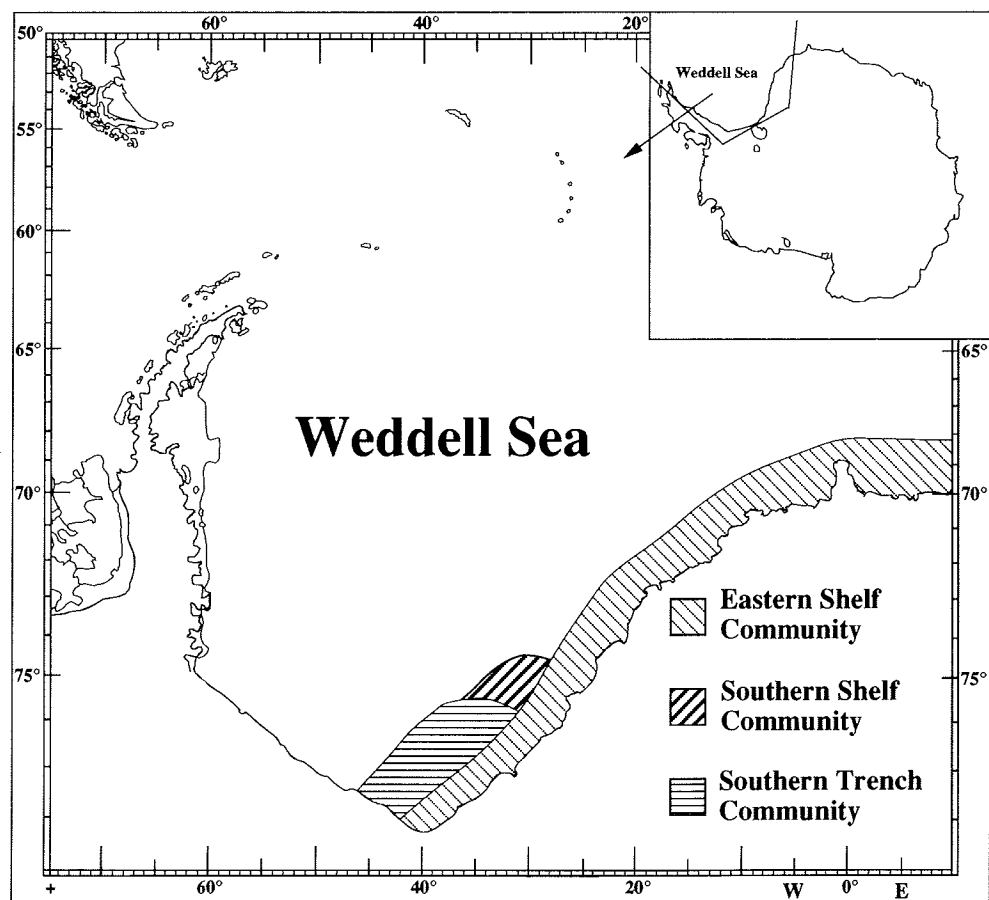 60° 40° 20°
50°
Weddell Sea
55°
60°
65° 65°
Weddell Sea
70° 70°
Eastern Shelf
Community
75° 75°
Southern Shelf
Community
Southern Trench
Community
+ 60° 40° 20° W 0° E